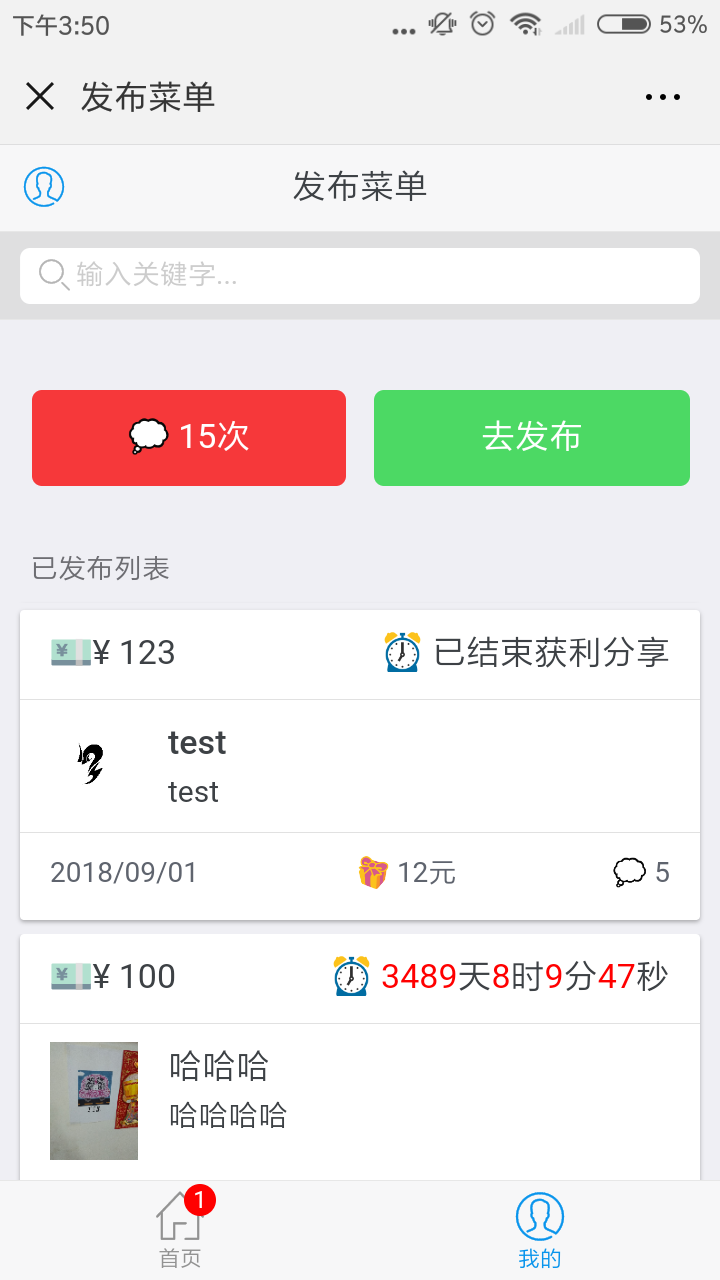 下午3:50
53%
发布菜单
发布菜单
输入关键字...
15次
去发布
已发布列表
¥ 123
已结束获利分享
test
test
2018/09/01
12元
5
¥ 100
3489天8时9分47秒
哈哈哈
哈哈哈哈
1
首页
我的